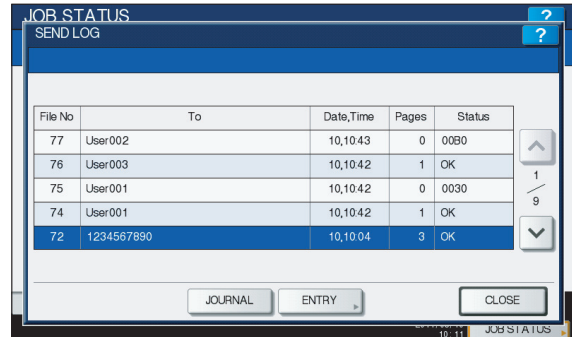 JOB STATUS ?
SEND LOG ?
File No To Date,Time Pages Status
77 User002 10,10:43 0 00B0
76 User003 10,10:42 1 OK
75 User001 10,10:42 0 0030
74 User001 10,10:42 1 OK
72 1234567890 10,10:04 3 OK
1
9
JOURNAL ENTRY CLOSE
10:11 JOB STATUS